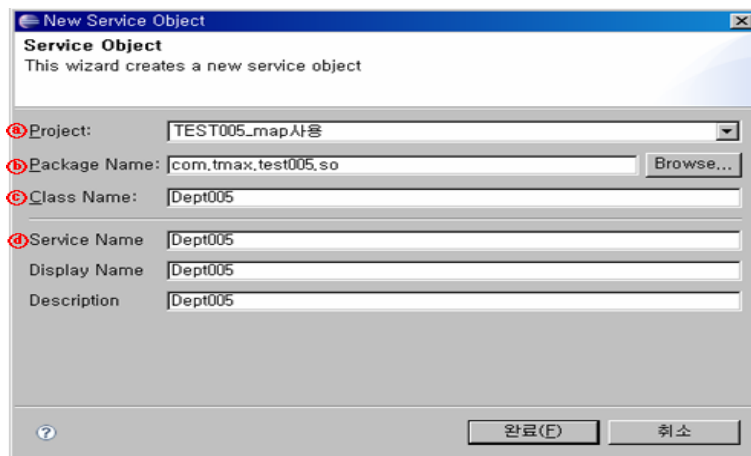 New Service Object
Service Object
This wizard creates a new service object
ⓐ Project: TEST005_map사용
ⓑ Package Name: com.tmax.test005.so Browse...
ⓒ Class Name: Dept005
ⓓ Service Name Dept005
Display Name Dept005
Description Dept005
? 완료(F) 취소